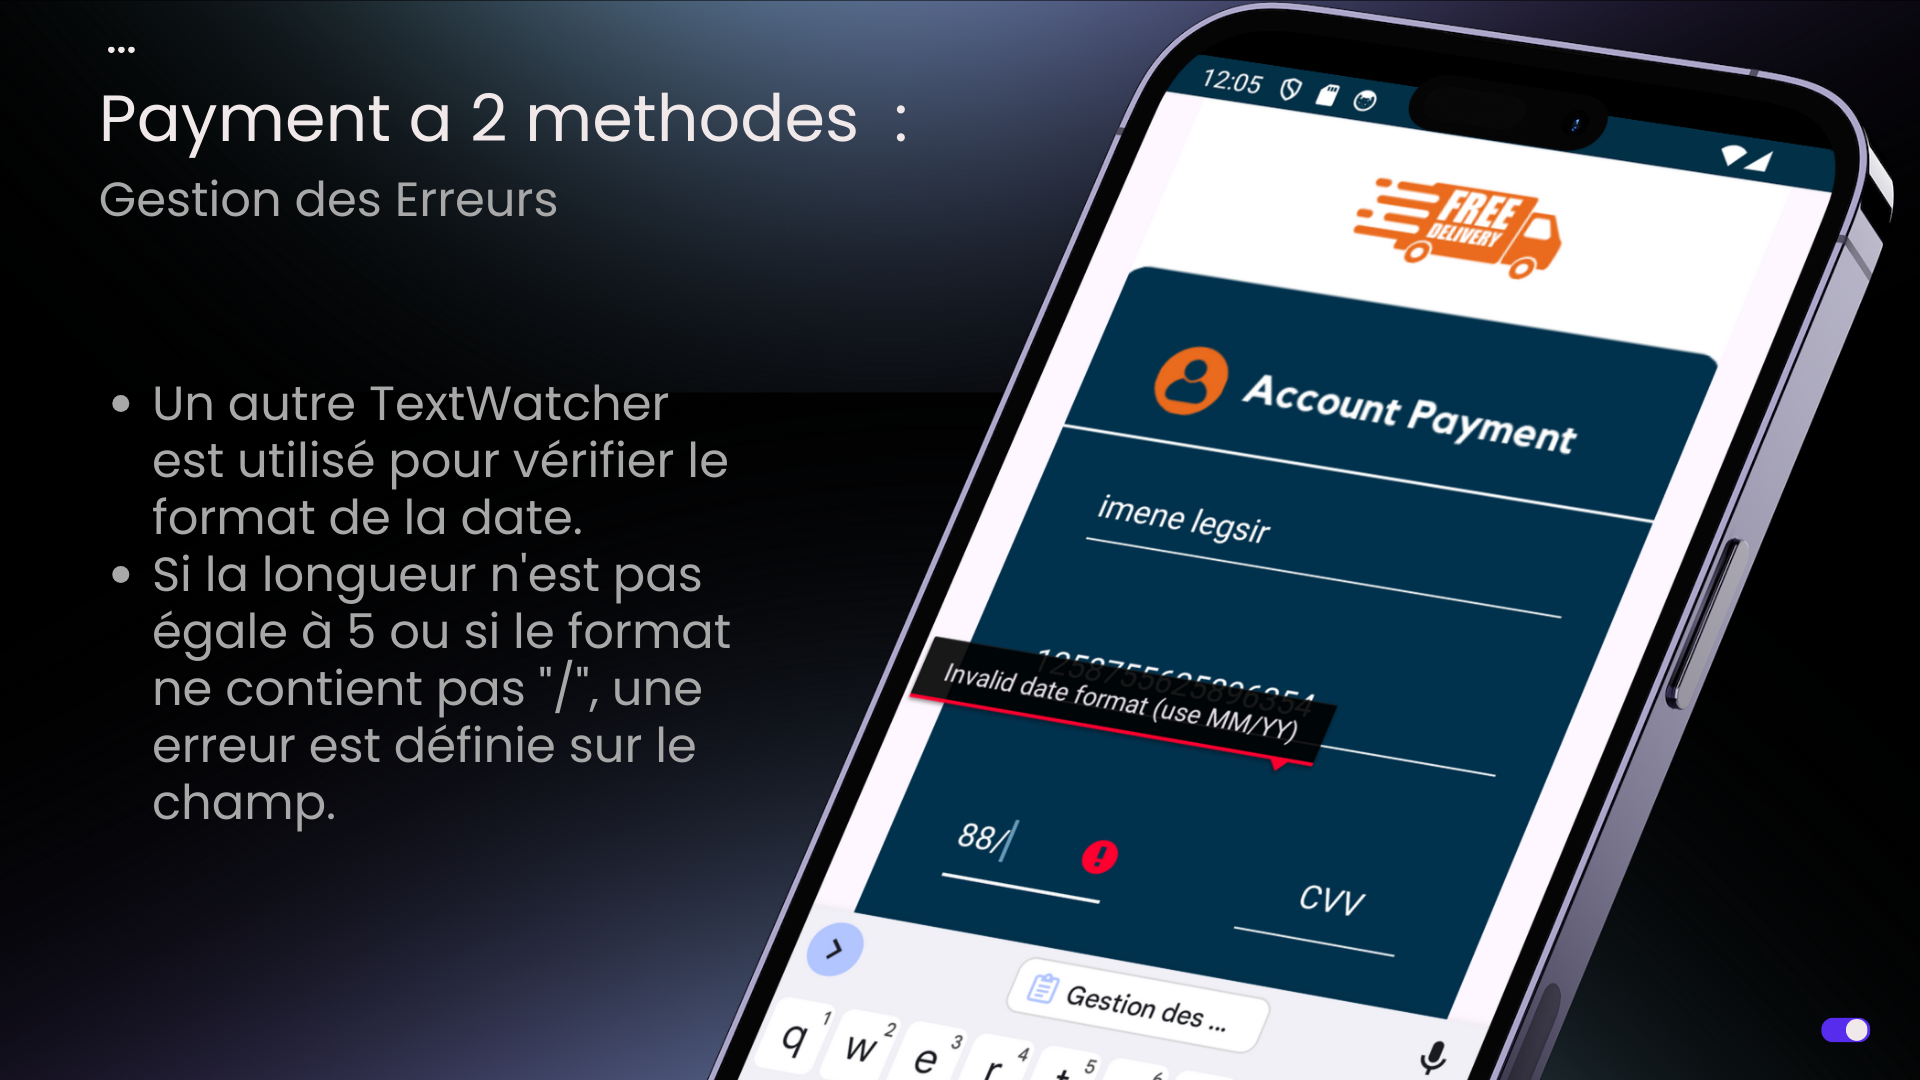 ...
Payment a 2 methodes :
Gestion des Erreurs
Un autre TextWatcher
est utilisé pour vérifier le
format de la date.
Si la longueur n'est pas
égale à 5 ou si le format
ne contient pas "/", une
erreur est définie sur le
champ.
12:05
FREE
DELIVERY
Account Payment
imene legsir
1258755625896354
Invalid date format (use MM/YY)
88/
CVV
Gestion des ...
q 1 w 2 e 3 r 4 t 5 6